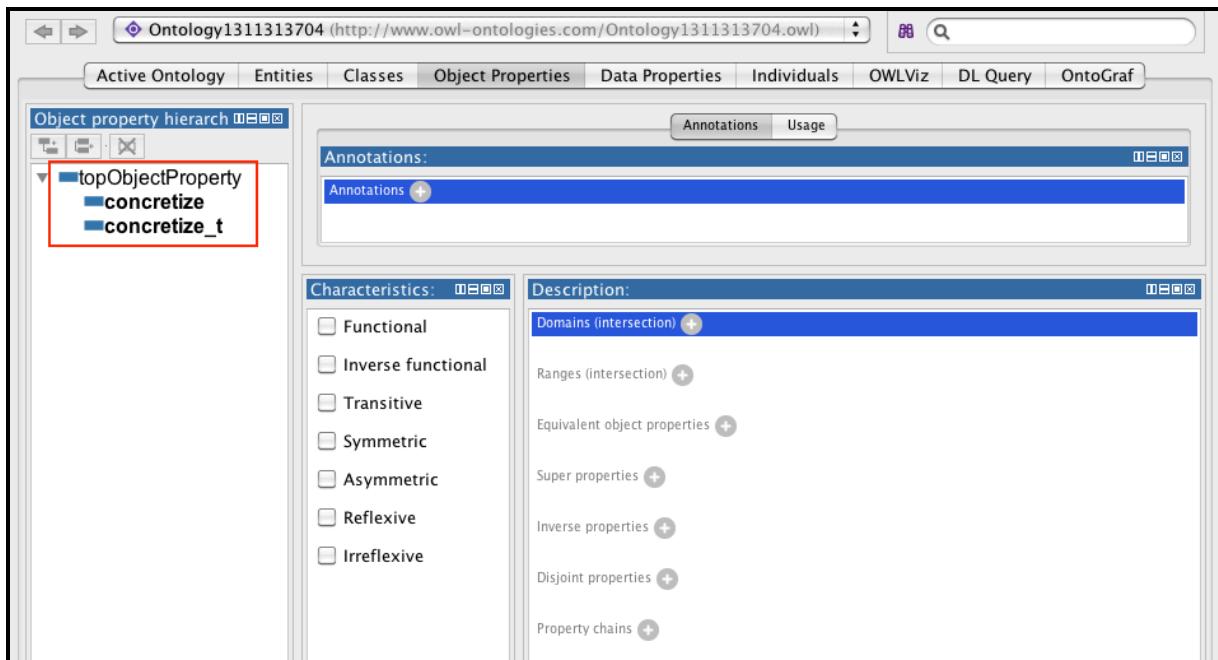 Ontology1311313704 (http://www.owl-ontologies.com/Ontology1311313704.owl)
Active Ontology Entities Classes Object Properties Data Properties Individuals OWLViz DL Query OntoGraf
Object property hierarch
topObjectProperty
concretize
concretize_t
Annotations Usage
Annotations:
Annotations
Characteristics:
Functional
Inverse functional
Transitive
Symmetric
Asymmetric
Reflexive
Irreflexive
Description:
Domains (intersection)
Ranges (intersection)
Equivalent object properties
Super properties
Inverse properties
Disjoint properties
Property chains